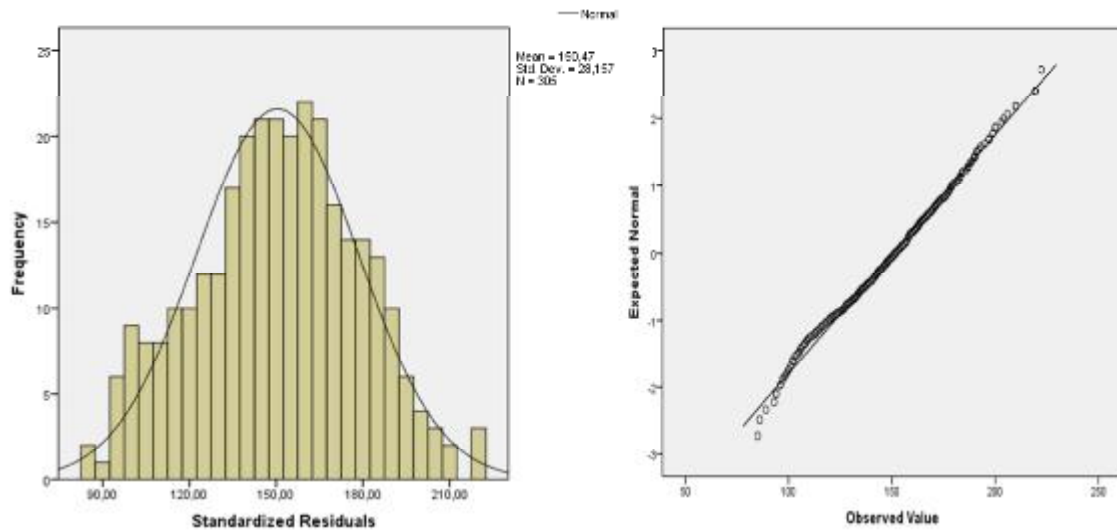 Normal
Mean = 150,47
Std. Dev. = 28,157
N = 305
25
20
15
10
5
0
Frequency
90,00 120,00 150,00 180,00 210,00
Standardized Residuals
3
2
1
0
-1
-2
-3
Expected Normal
50 100 150 200 250
Observed Value